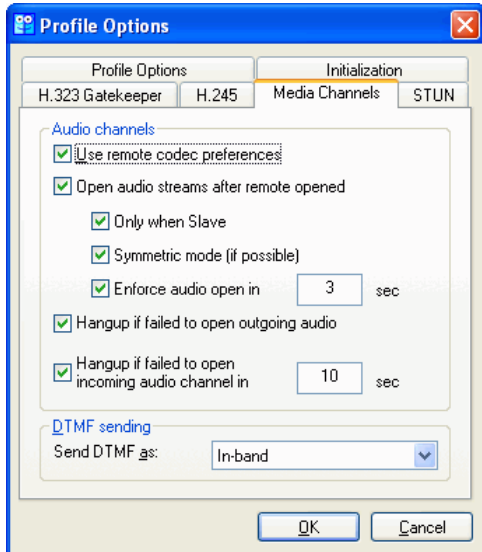 Profile Options
Profile Options Initialization
H.323 Gatekeeper H.245 Media Channels STUN
Audio channels
Use remote codec preferences
Open audio streams after remote opened
Only when Slave
Symmetric mode (if possible)
Enforce audio open in 3 sec
Hangup if failed to open outgoing audio
Hangup if failed to open
incoming audio channel in 10 sec
DTMF sending
Send DTMF as: In-band
OK Cancel